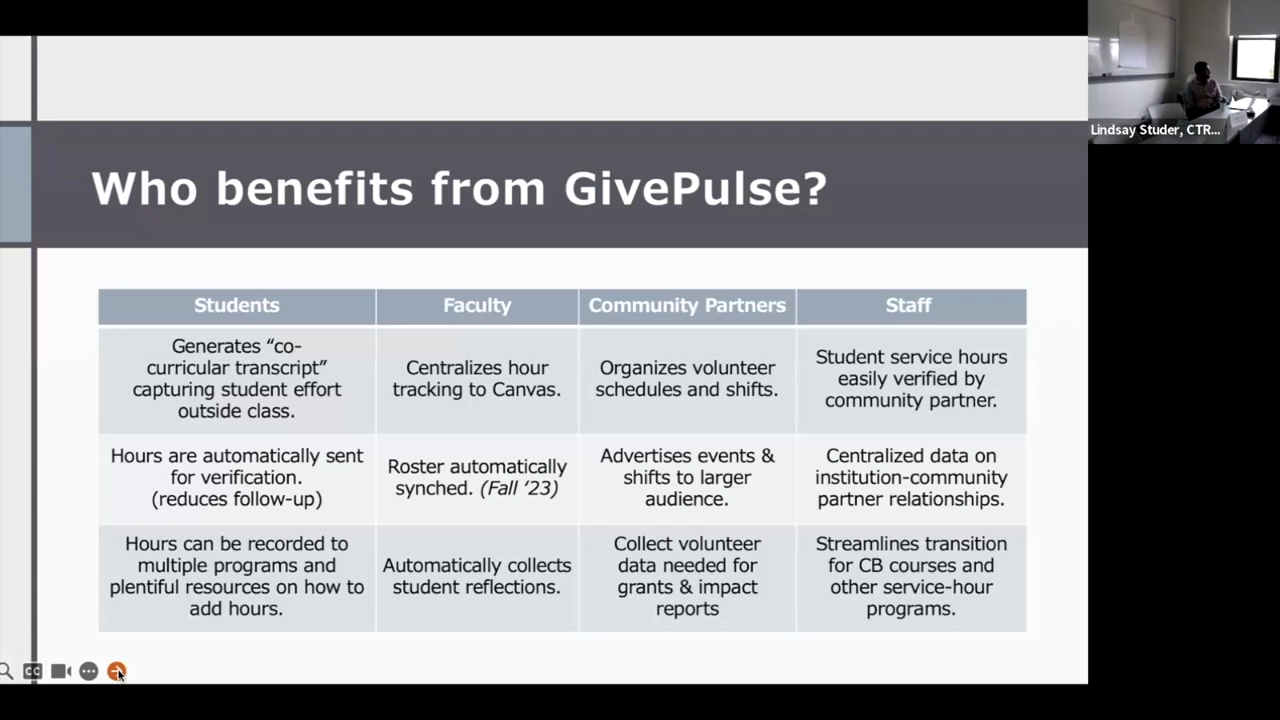 Who benefits from GivePulse?
Lindsay Studer, CTR...
Students
Faculty
Community Partners
Staff
Generates “co-
curricular transcript”
capturing student effort
outside class.
Centralizes hour
tracking to Canvas.
Organizes volunteer
schedules and shifts.
Student service hours
easily verified by
community partner.
Hours are automatically sent
for verification.
(reduces follow-up)
Roster automatically
synched. (Fall ‘23)
Advertises events &
shifts to larger
audience.
Centralized data on
institution-community
partner relationships.
Hours can be recorded to
multiple programs and
plentiful resources on how to
add hours.
Automatically collects
student reflections.
Collect volunteer
data needed for
grants & impact
reports
Streamlines transition
for CB courses and
other service-hour
programs.
CC